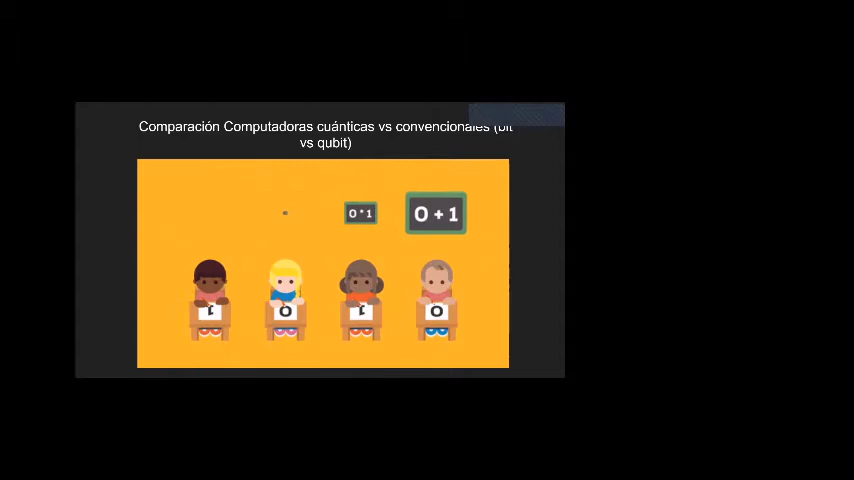 Comparación Computadoras cuánticas vs convencionales (bit
vs qubit)
0 * 1
0 + 1
1 0 1 0